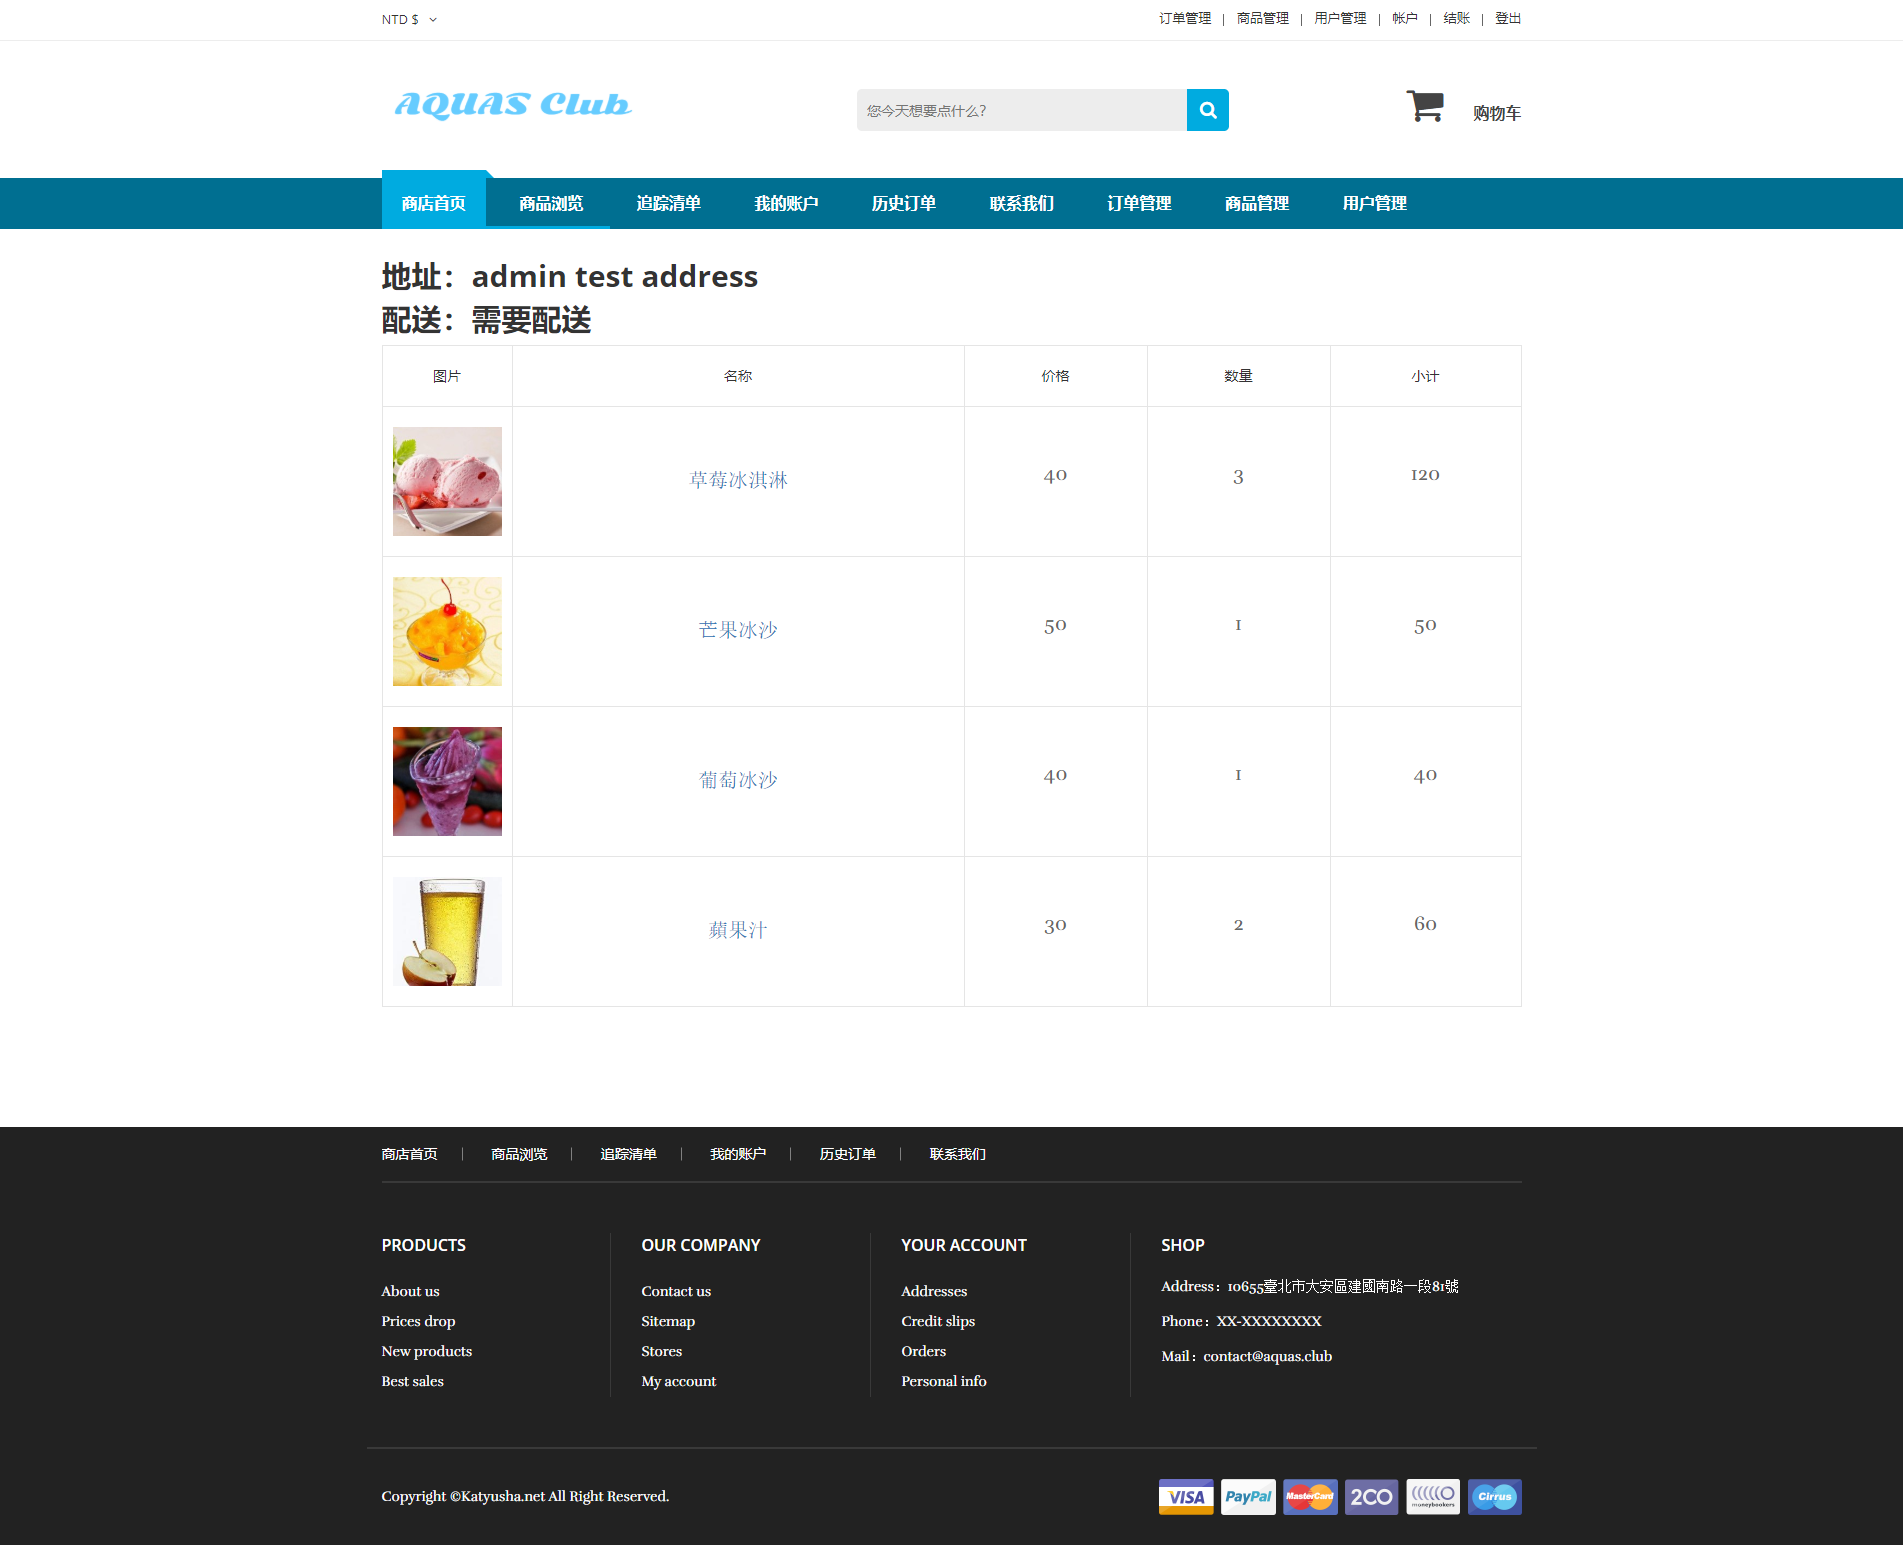 NTD $
订单管理 | 商品管理 | 用户管理 | 帐户 | 结账 | 登出
AQUAS Club
您今天想要点什么?
购物车
商店首页 商品浏览 追踪清单 我的账户 历史订单 联系我们 订单管理 商品管理 用户管理
地址：admin test address
配送：需要配送
图片 名称 价格 数量 小计
草莓冰淇淋 40 3 120
芒果冰沙 50 1 50
葡萄冰沙 40 1 40
蘋果汁 30 2 60
商店首页 | 商品浏览 | 追踪清单 | 我的账户 | 历史订单 | 联系我们
PRODUCTS
About us
Prices drop
New products
Best sales
OUR COMPANY
Contact us
Sitemap
Stores
My account
YOUR ACCOUNT
Addresses
Credit slips
Orders
Personal info
SHOP
Address：10655臺北市大安區建國南路一段81號
Phone：XX-XXXXXXXX
Mail：contact@aquas.club
Copyright ©Katyusha.net All Right Reserved.
VISA PayPal MasterCard 2CO moneybookers Cirrus